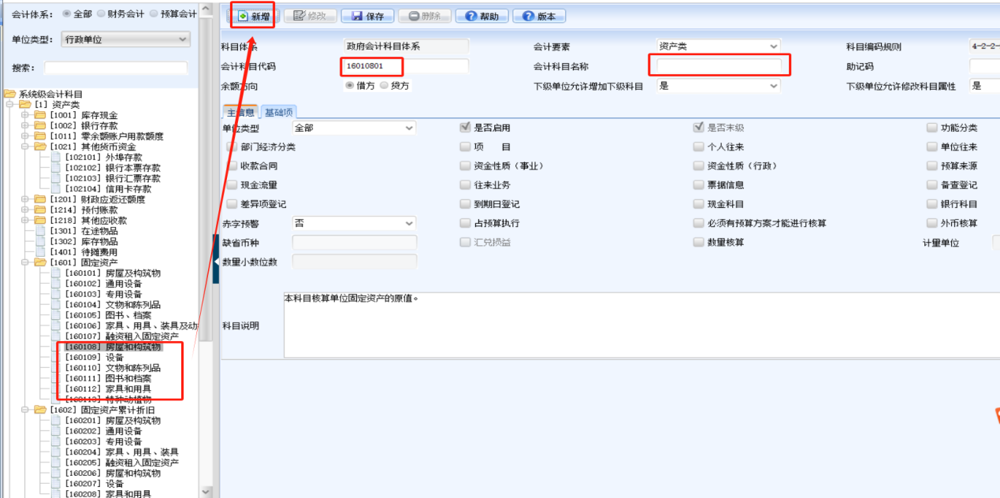 会计体系: 全部 财务会计 预算会计
单位类型: 行政单位
搜索:
系统级会计科目
[1] 资产类
[1001] 库存现金
[1002] 银行存款
[1011] 零余额账户用款额度
[1021] 其他货币资金
[102101] 外埠存款
[102102] 银行本票存款
[102103] 银行汇票存款
[102104] 信用卡存款
[1201] 财政应返还额度
[1214] 预付账款
[1218] 其他应收款
[1301] 在途物品
[1302] 库存物品
[1401] 待摊费用
[1601] 固定资产
[160101] 房屋及构筑物
[160102] 通用设备
[160103] 专用设备
[160104] 文物和陈列品
[160105] 图书、档案
[160106] 家具、用具、装具及动
[160107] 融资租入固定资产
[160108] 房屋和构筑物
[160109] 设备
[160110] 文物和陈列品
[160111] 图书和档案
[160112] 家具和用具
[160113] 特种动植物
[1602] 固定资产累计折旧
[160201] 房屋及构筑物
[160202] 通用设备
[160203] 专用设备
[160204] 家具、用具、装具
[160205] 融资租入固定资产
[160206] 房屋和构筑物
[160207] 设备
[160208] 家具和用具
新增 修改 保存 删除 帮助 版本
科目体系 政府会计科目体系 会计要素 资产类 科目编码规则 4-2-2-
会计科目代码 16010801 会计科目名称 助记码
余额方向 借方 贷方 下级单位允许增加下级科目 是 下级单位允许修改科目属性 是
主信息 基础项
单位类型 全部 是否启用 是否末级 功能分类
部门经济分类 项 目 个人往来 单位往来
收款合同 资金性质（事业） 资金性质（行政） 预算来源
现金流量 往来业务 票据信息 备查登记
差异项登记 到期日登记 现金科目 银行科目
赤字预警 否 占预算执行 必须有预算方案才能进行核算 外币核算
缺省币种 汇兑损益 数量核算 计量单位
数量小数位数
科目说明 本科目核算单位固定资产的原值。